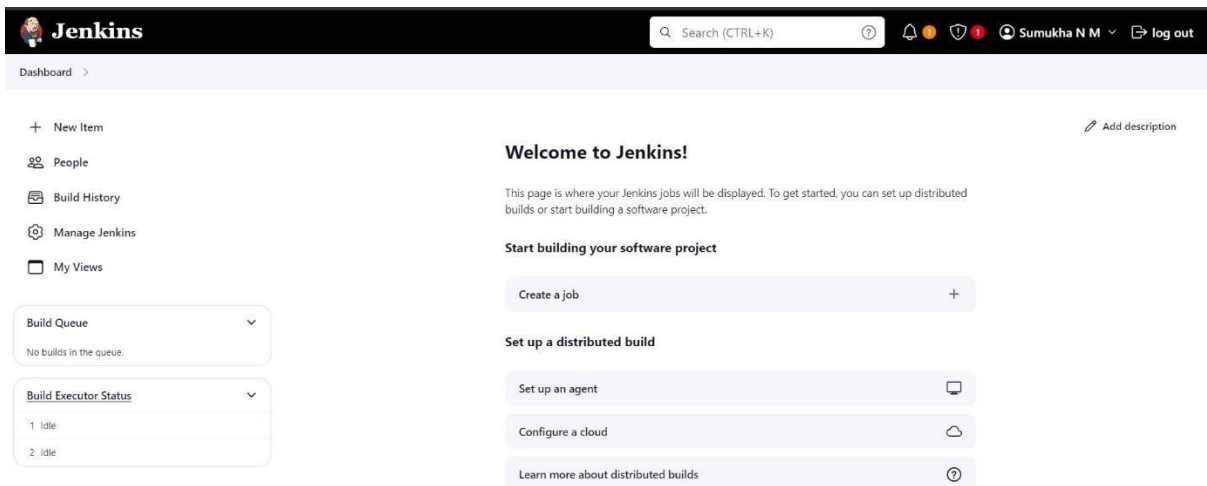 Jenkins
Search (CTRL+K)
1
1
Sumukha N M
log out
Dashboard >
New Item
People
Build History
Manage Jenkins
My Views
Build Queue
No builds in the queue.
Build Executor Status
1 Idle
2 Idle
Add description
Welcome to Jenkins!
This page is where your Jenkins jobs will be displayed. To get started, you can set up distributed
builds or start building a software project.
Start building your software project
Create a job
Set up a distributed build
Set up an agent
Configure a cloud
Learn more about distributed builds